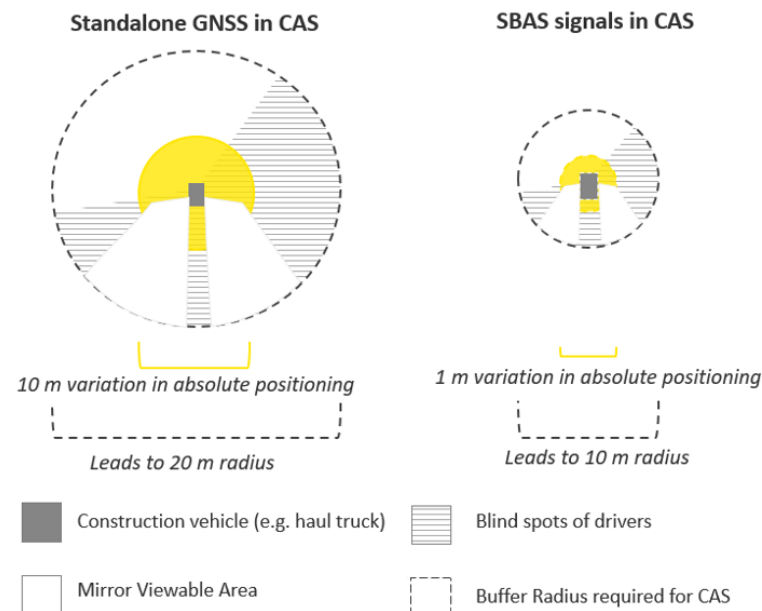 Standalone GNSS in CAS
SBAS signals in CAS
10 m variation in absolute positioning
1 m variation in absolute positioning
Leads to 20 m radius
Leads to 10 m radius
Construction vehicle (e.g. haul truck)
Blind spots of drivers
Mirror Viewable Area
Buffer Radius required for CAS